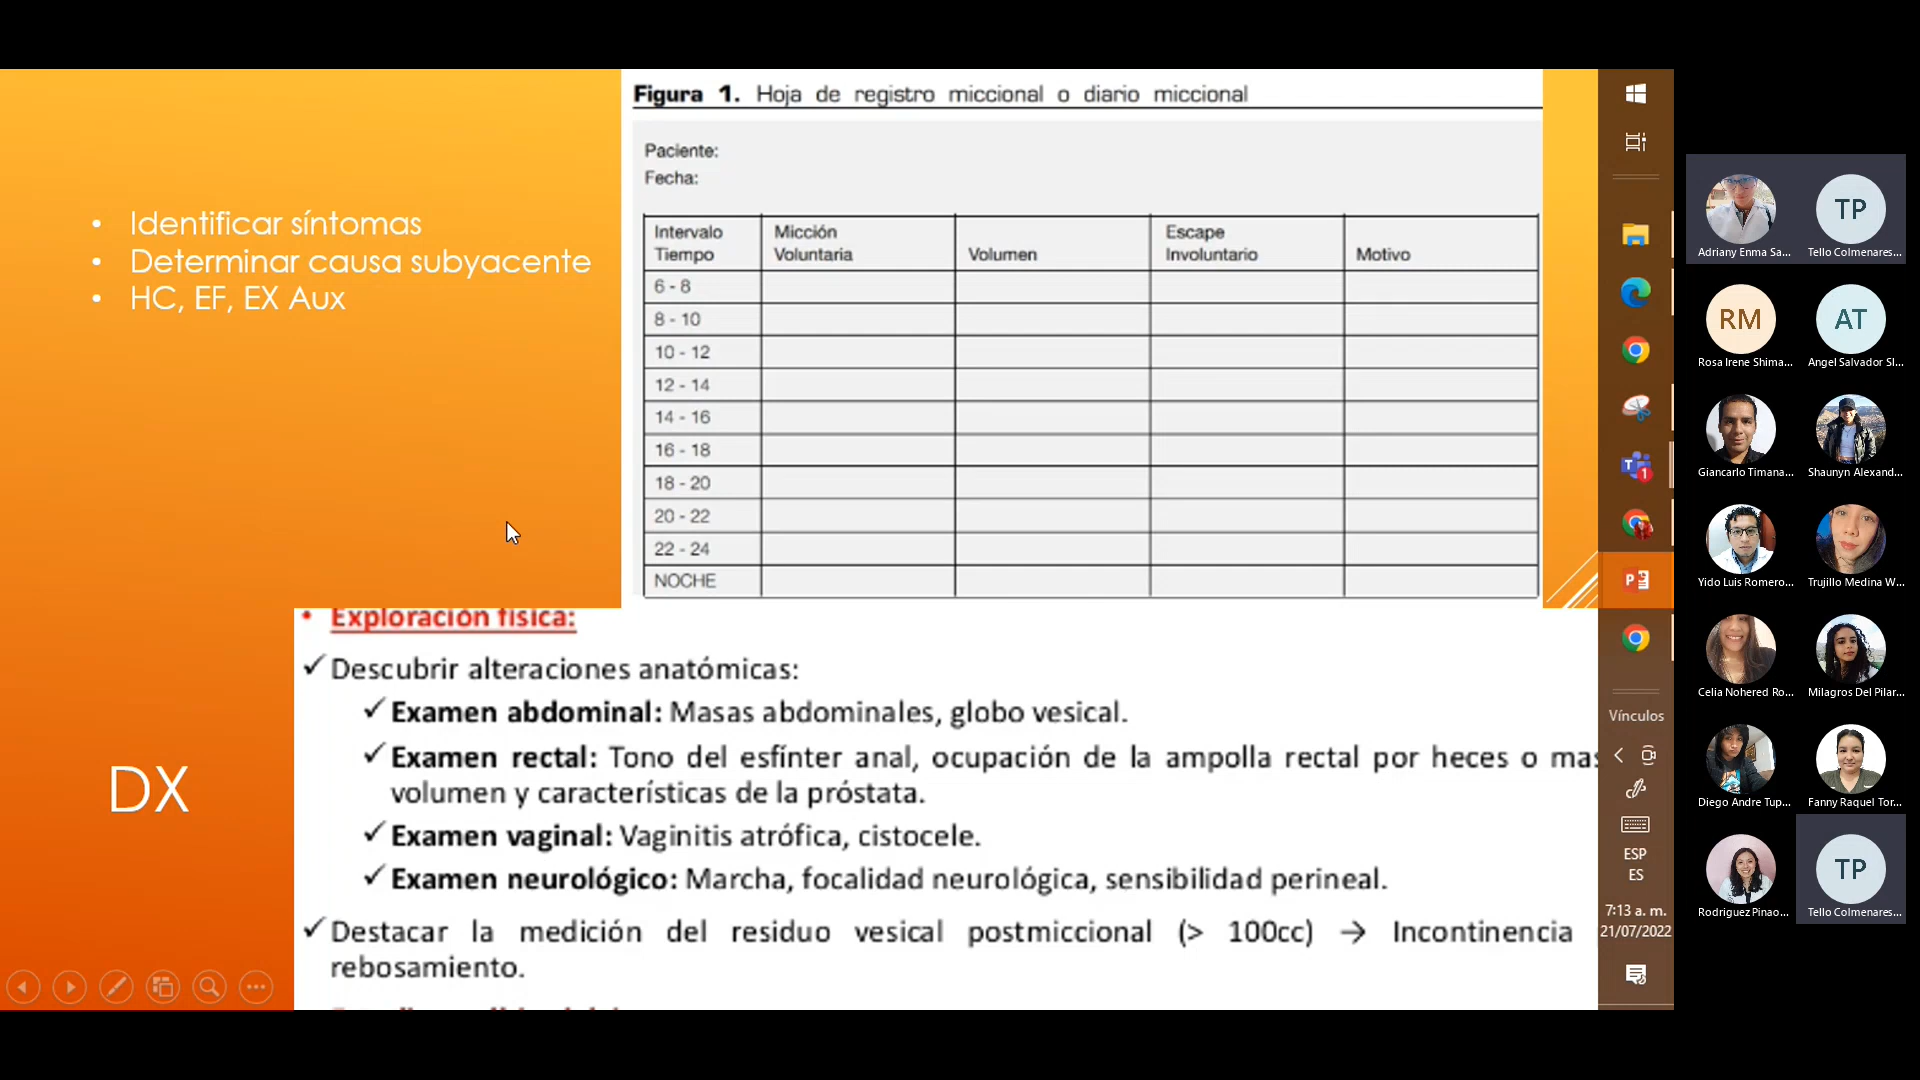 • Identificar síntomas
• Determinar causa subyacente
• HC, EF, EX Aux
DX
Figura 1. Hoja de registro miccional o diario miccional
Paciente:
Fecha:
Intervalo Tiempo
Micción Voluntaria
Volumen
Escape Involuntario
Motivo
6 - 8
8 - 10
10 - 12
12 - 14
14 - 16
16 - 18
18 - 20
20 - 22
22 - 24
NOCHE
• Exploración física:
✓ Descubrir alteraciones anatómicas:
✓ Examen abdominal: Masas abdominales, globo vesical.
✓ Examen rectal: Tono del esfínter anal, ocupación de la ampolla rectal por heces o mas
volumen y características de la próstata.
✓ Examen vaginal: Vaginitis atrófica, cistocele.
✓ Examen neurológico: Marcha, focalidad neurológica, sensibilidad perineal.
✓ Destacar la medición del residuo vesical postmiccional (> 100cc) → Incontinencia
rebosamiento.
Vínculos
ESP
ES
7:13 a. m.
21/07/2022
TP
Adriany Enma Sa...
Tello Colmenares...
RM
AT
Rosa Irene Shima...
Angel Salvador Sl...
Giancarlo Timana...
Shaunyn Alexand...
Yido Luis Romero...
Trujillo Medina W...
Celia Nohered Ro...
Milagros Del Pilar...
Diego Andre Tup...
Fanny Raquel Tor...
TP
Rodriguez Pinao...
Tello Colmenares...